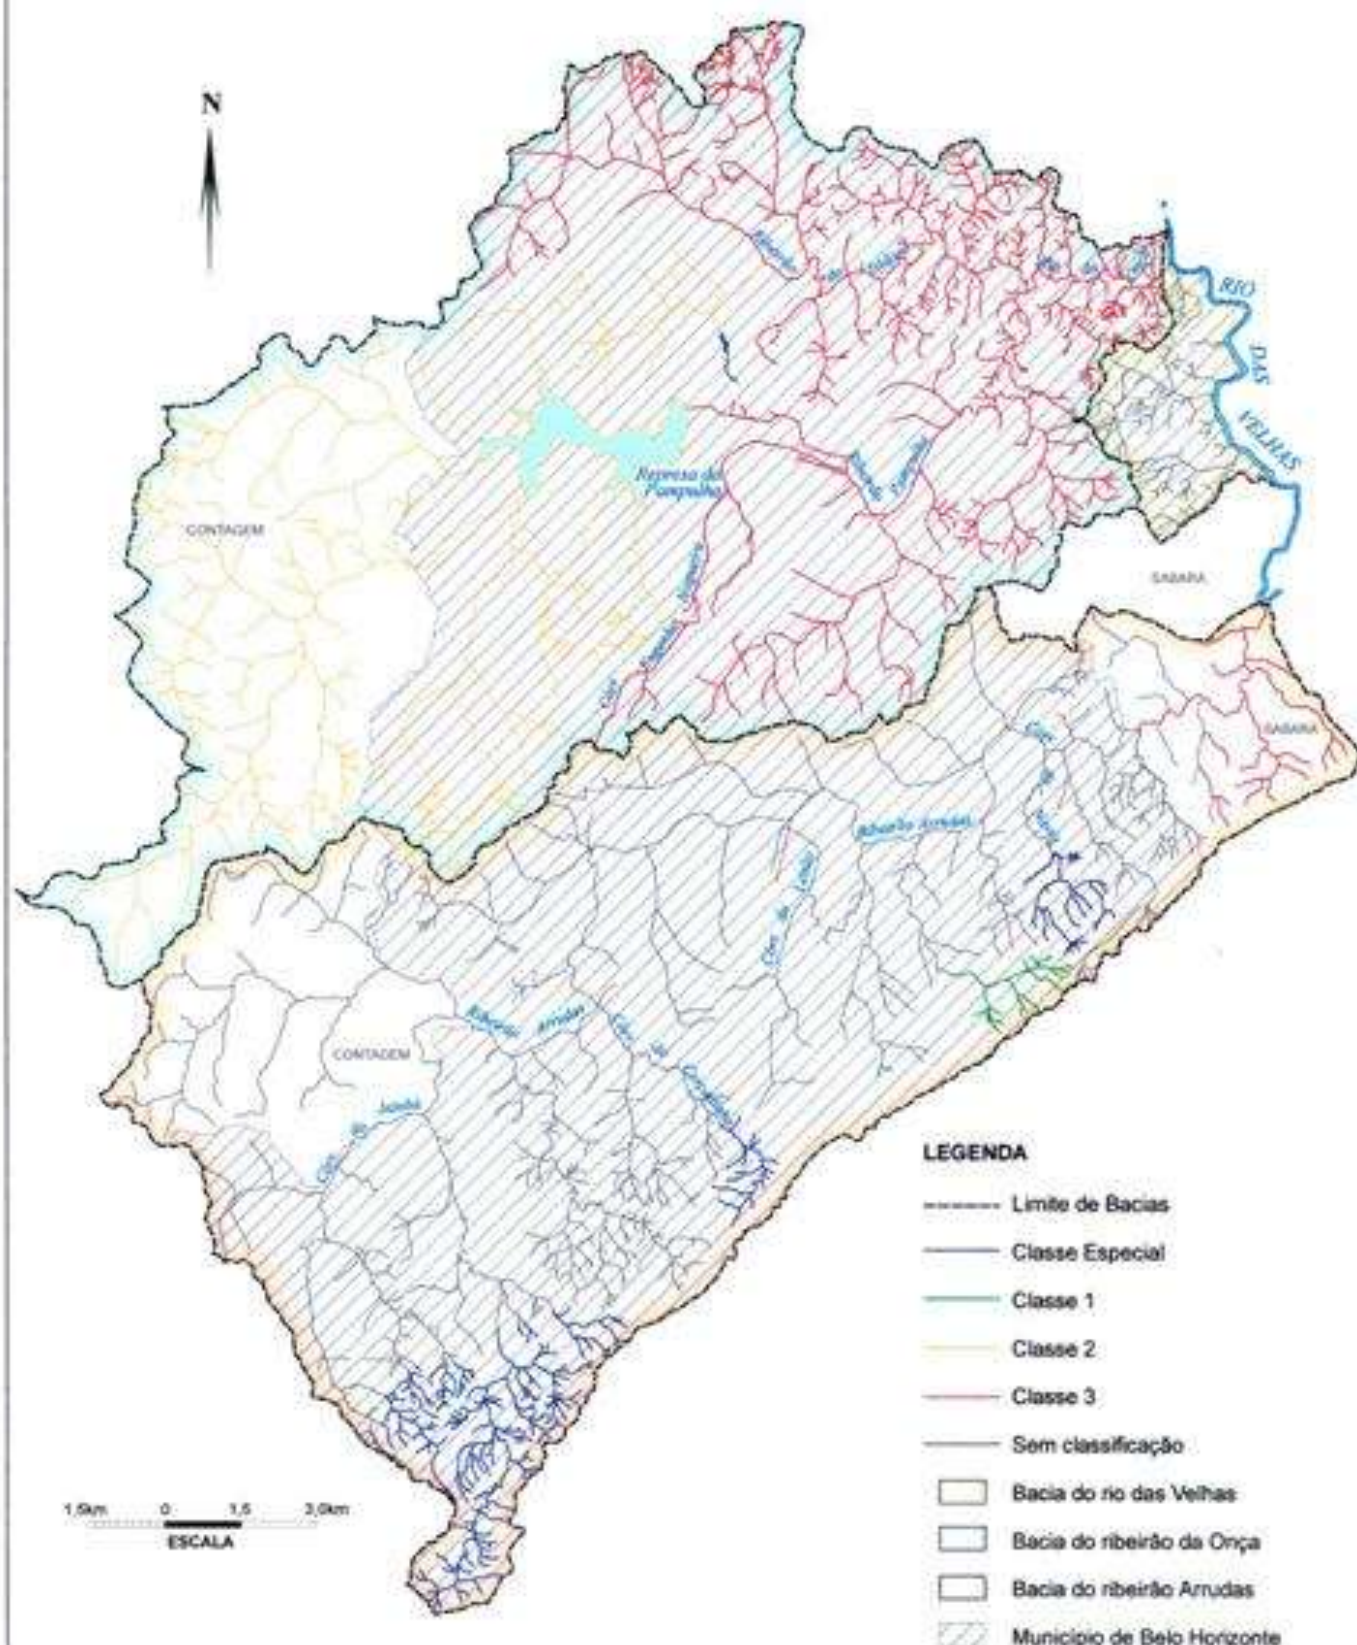 N
RIO
DAS
VELHAS
Represa da
Pampulha
CONTAGEM
SABARA
SABARA
Ribeirão Arrudas
Ribeirão Arrudas
CONTAGEM
LEGENDA
Limite de Bacias
Classe Especial
Classe 1
Classe 2
Classe 3
Sem classificação
Bacia do rio das Velhas
Bacia do ribeirão da Onça
Bacia do ribeirão Arrudas
Município de Belo Horizonte
1,5km 0 1,5 3,0km
ESCALA